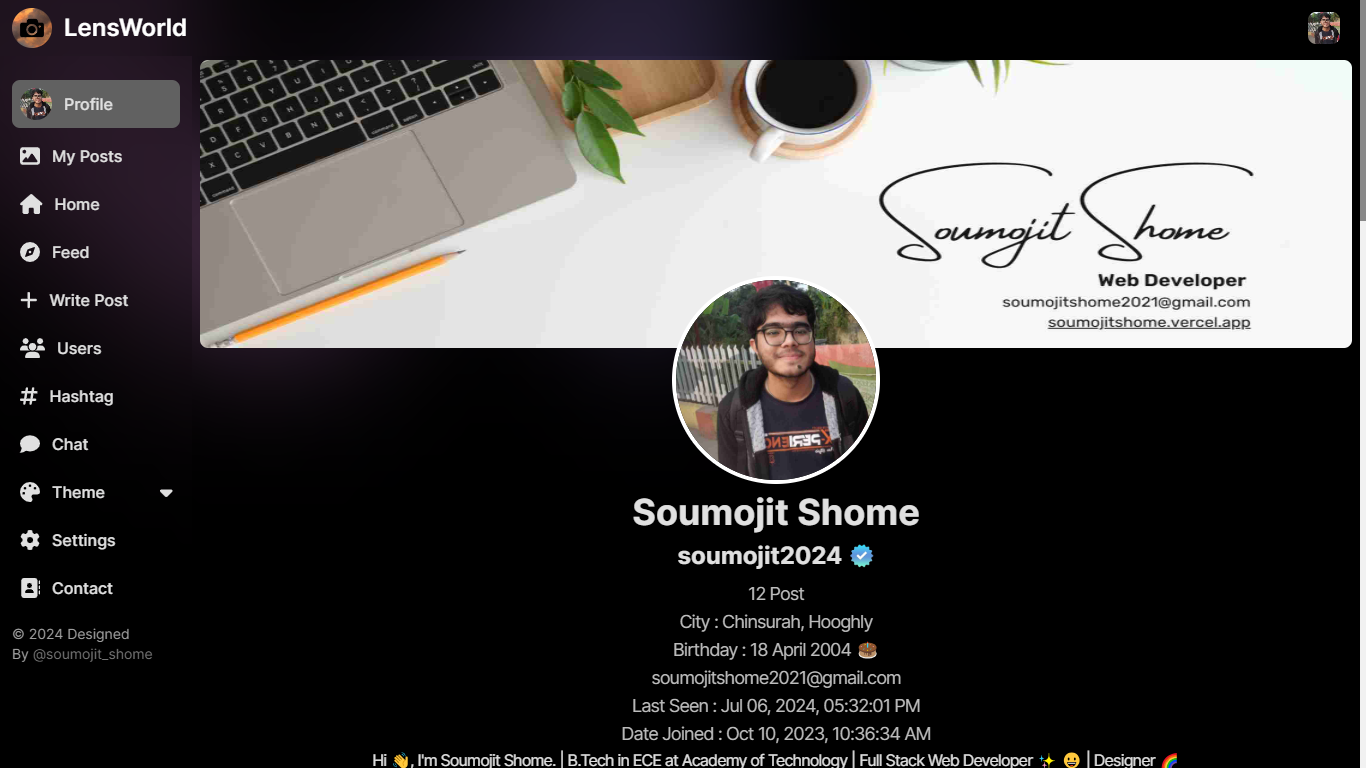 LensWorld
Profile
My Posts
Home
Feed
Write Post
Users
Hashtag
Chat
Theme
Settings
Contact
© 2024 Designed
By @soumojit_shome
command
option
command
Soumojit Shome
Web Developer
soumojitshome2021@gmail.com
soumojitshome.vercel.app
Soumojit Shome
soumojit2024
12 Post
City : Chinsurah, Hooghly
Birthday : 18 April 2004 🎂
soumojitshome2021@gmail.com
Last Seen : Jul 06, 2024, 05:32:01 PM
Date Joined : Oct 10, 2023, 10:36:34 AM
Hi 👋, I'm Soumojit Shome. | B.Tech in ECE at Academy of Technology | Full Stack Web Developer ✨ 😀 | Designer 🌈